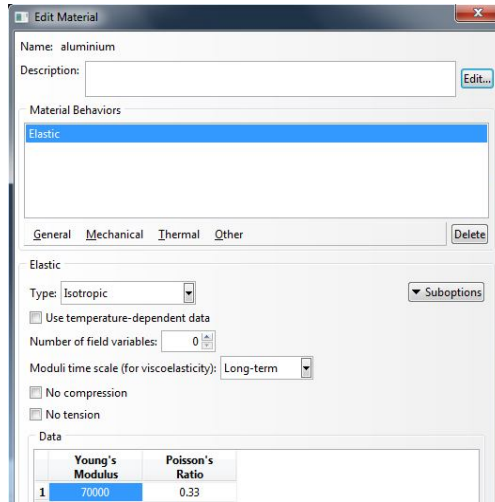 Edit Material
Name: aluminium
Description:
Edit...
Material Behaviors
Elastic
General Mechanical Thermal Other Delete
Elastic
Type: Isotropic Suboptions
Use temperature-dependent data
Number of field variables: 0
Moduli time scale (for viscoelasticity): Long-term
No compression
No tension
Data
Young's Poisson's
Modulus Ratio
1 70000 0.33